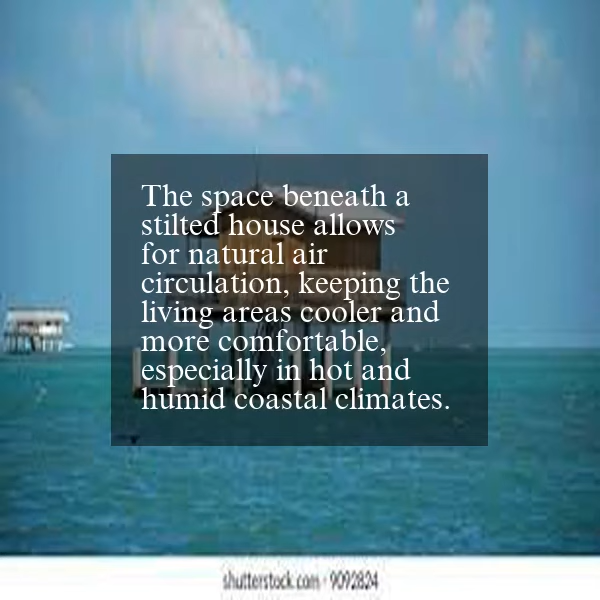 The space beneath a
stilted house allows
for natural air
circulation, keeping the
living areas cooler and
more comfortable,
especially in hot and
humid coastal climates.
shutterstock.com · 9092824